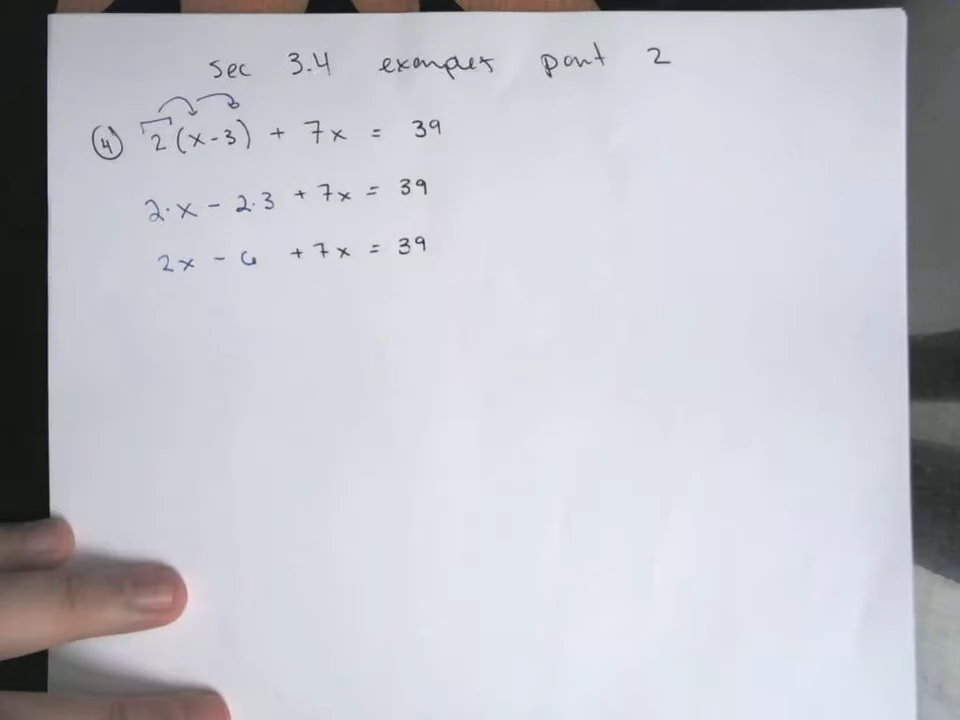 Sec 3.4 examples part 2
④ 2(x-3) + 7x = 39
2·x - 2·3 + 7x = 39
2x - 6 + 7x = 39